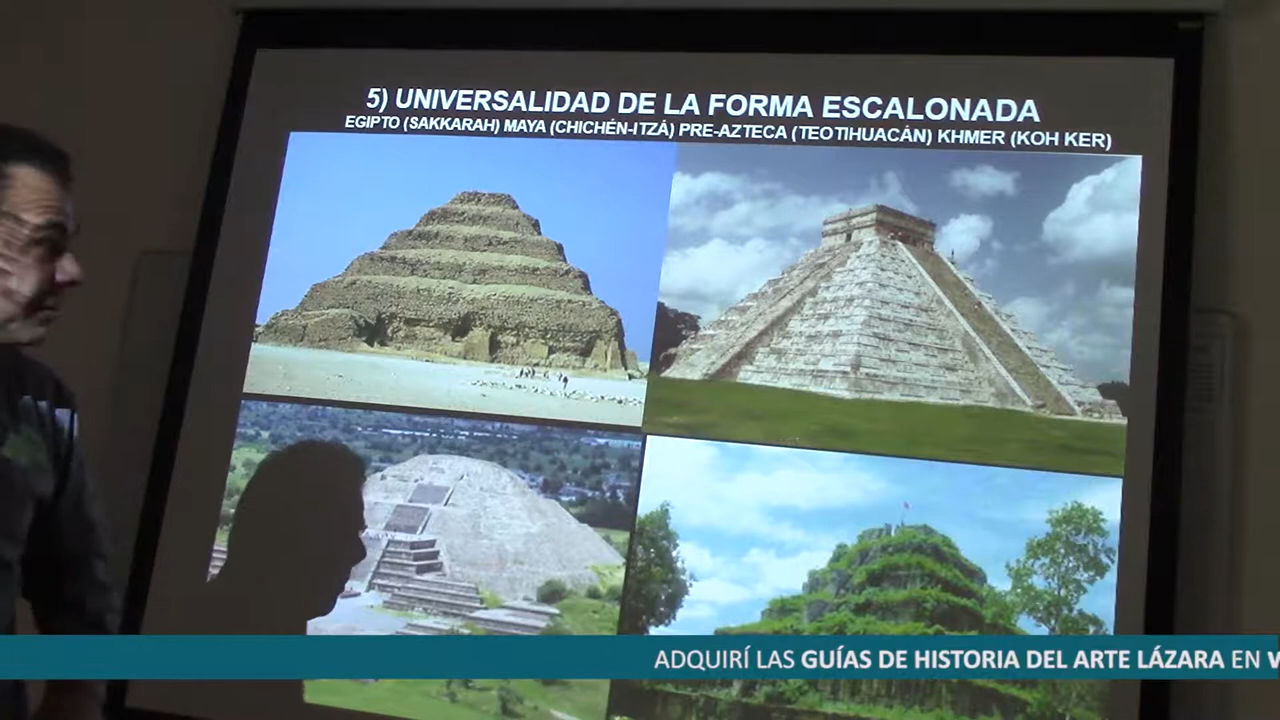 5) UNIVERSALIDAD DE LA FORMA ESCALONADA
EGIPTO (SAKKARAH) MAYA (CHICHÉN-ITZÁ) PRE-AZTECA (TEOTIHUACÁN) KHMER (KOH KER)
ADQUIRÍ LAS GUÍAS DE HISTORIA DEL ARTE LÁZARA EN